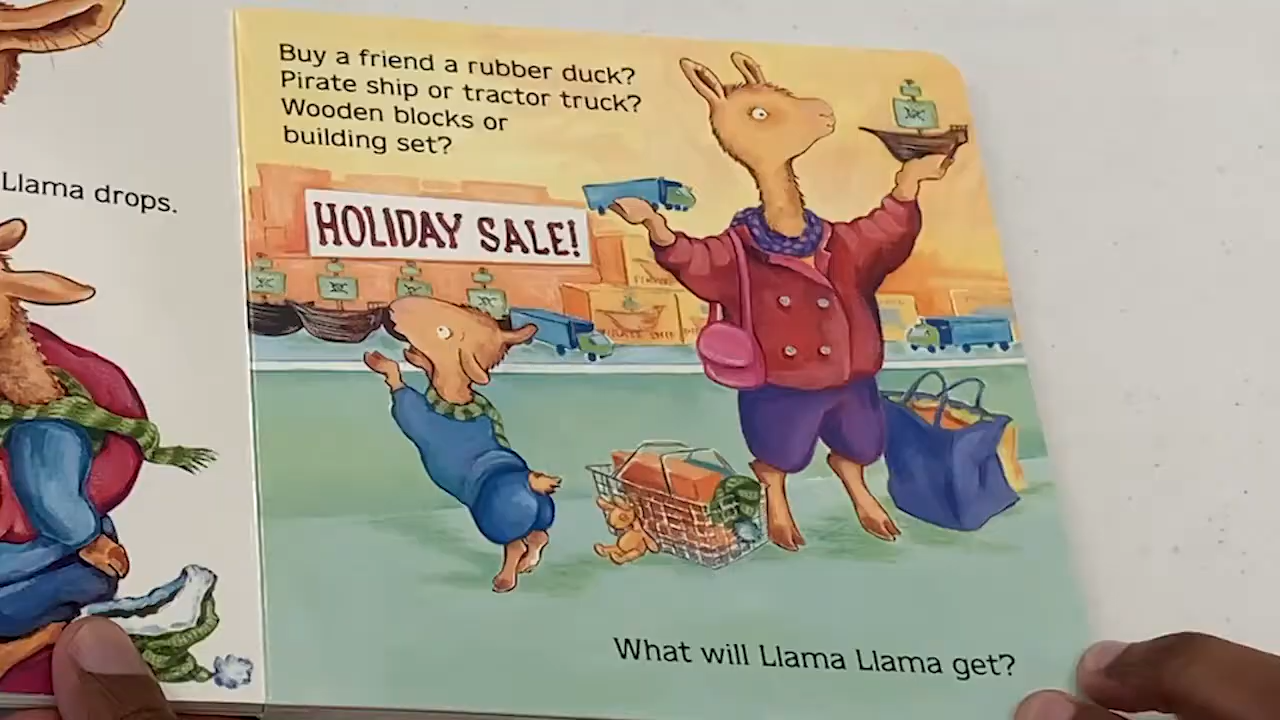 Llama drops.
Buy a friend a rubber duck?
Pirate ship or tractor truck?
Wooden blocks or
building set?
HOLIDAY SALE!
What will Llama Llama get?